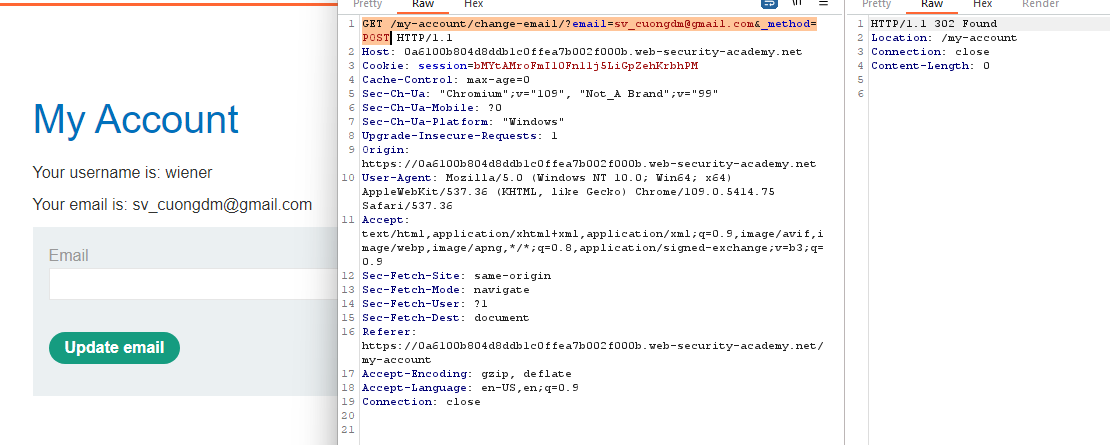 My Account
Your username is: wiener
Your email is: sv_cuongdm@gmail.com
Email
Update email
Pretty Raw Hex
\n
1 GET /my-account/change-email/?email=sv_cuongdm@gmail.com&_method=
POST HTTP/1.1
2 Host: 0a6100b804d8ddb1c0ffea7b002f000b.web-security-academy.net
3 Cookie: session=bMYtAMroFmIlOFnllj5LiGpZehKrbhPM
4 Cache-Control: max-age=0
5 Sec-Ch-Ua: "Chromium";v="109", "Not_A Brand";v="99"
6 Sec-Ch-Ua-Mobile: ?0
7 Sec-Ch-Ua-Platform: "Windows"
8 Upgrade-Insecure-Requests: 1
9 Origin:
https://0a6100b804d8ddb1c0ffea7b002f000b.web-security-academy.net
10 User-Agent: Mozilla/5.0 (Windows NT 10.0; Win64; x64)
AppleWebKit/537.36 (KHTML, like Gecko) Chrome/109.0.5414.75
Safari/537.36
11 Accept:
text/html,application/xhtml+xml,application/xml;q=0.9,image/avif,i
mage/webp,image/apng,*/*;q=0.8,application/signed-exchange;v=b3;q=
0.9
12 Sec-Fetch-Site: same-origin
13 Sec-Fetch-Mode: navigate
14 Sec-Fetch-User: ?1
15 Sec-Fetch-Dest: document
16 Referer:
https://0a6100b804d8ddb1c0ffea7b002f000b.web-security-academy.net/
my-account
17 Accept-Encoding: gzip, deflate
18 Accept-Language: en-US,en;q=0.9
19 Connection: close
20
21
Pretty Raw Hex Render
1 HTTP/1.1 302 Found
2 Location: /my-account
3 Connection: close
4 Content-Length: 0
5
6